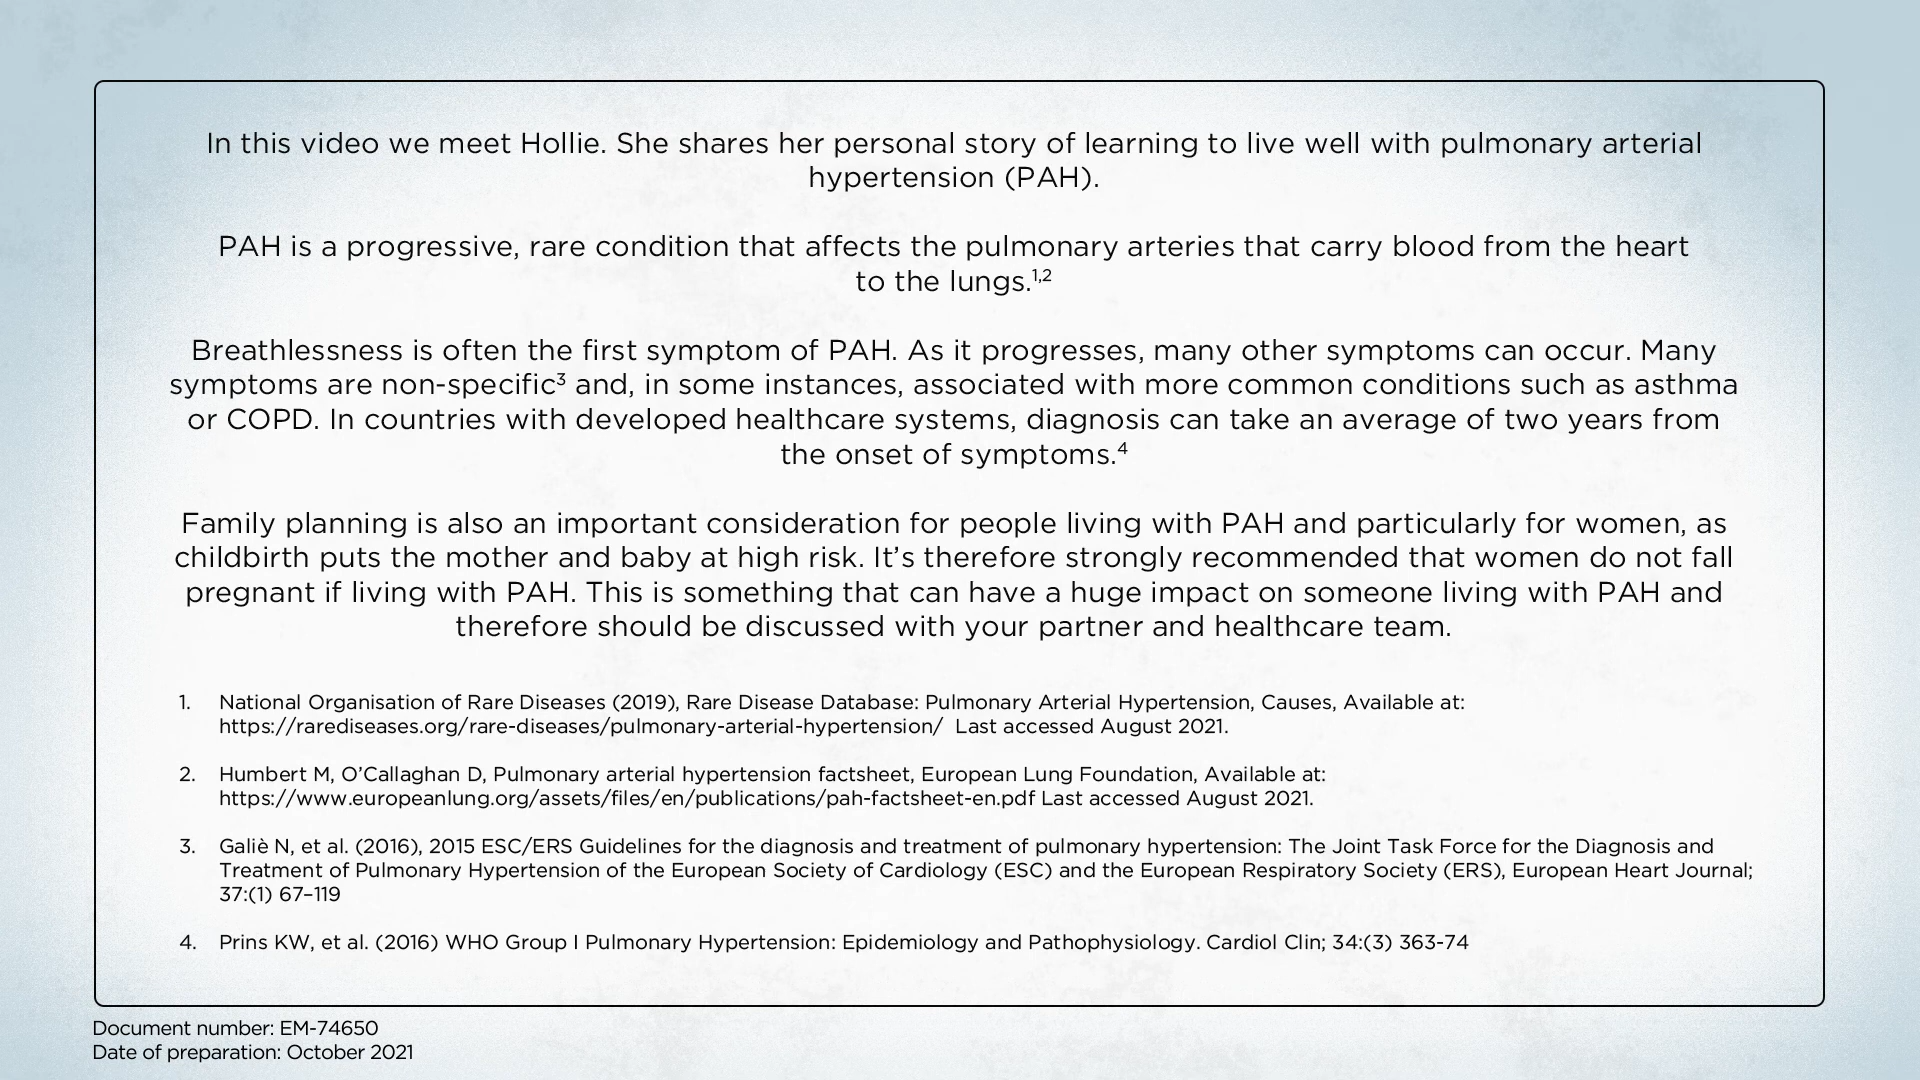 In this video we meet Hollie. She shares her personal story of learning to live well with pulmonary arterial
hypertension (PAH).
PAH is a progressive, rare condition that affects the pulmonary arteries that carry blood from the heart
to the lungs.1,2
Breathlessness is often the first symptom of PAH. As it progresses, many other symptoms can occur. Many
symptoms are non-specific3 and, in some instances, associated with more common conditions such as asthma
or COPD. In countries with developed healthcare systems, diagnosis can take an average of two years from
the onset of symptoms.4
Family planning is also an important consideration for people living with PAH and particularly for women, as
childbirth puts the mother and baby at high risk. It’s therefore strongly recommended that women do not fall
pregnant if living with PAH. This is something that can have a huge impact on someone living with PAH and
therefore should be discussed with your partner and healthcare team.
1. National Organisation of Rare Diseases (2019), Rare Disease Database: Pulmonary Arterial Hypertension, Causes, Available at:
https://rarediseases.org/rare-diseases/pulmonary-arterial-hypertension/ Last accessed August 2021.
2. Humbert M, O’Callaghan D, Pulmonary arterial hypertension factsheet, European Lung Foundation, Available at:
https://www.europeanlung.org/assets/files/en/publications/pah-factsheet-en.pdf Last accessed August 2021.
3. Galiè N, et al. (2016), 2015 ESC/ERS Guidelines for the diagnosis and treatment of pulmonary hypertension: The Joint Task Force for the Diagnosis and
Treatment of Pulmonary Hypertension of the European Society of Cardiology (ESC) and the European Respiratory Society (ERS), European Heart Journal;
37:(1) 67–119
4. Prins KW, et al. (2016) WHO Group I Pulmonary Hypertension: Epidemiology and Pathophysiology. Cardiol Clin; 34:(3) 363-74
Document number: EM-74650
Date of preparation: October 2021